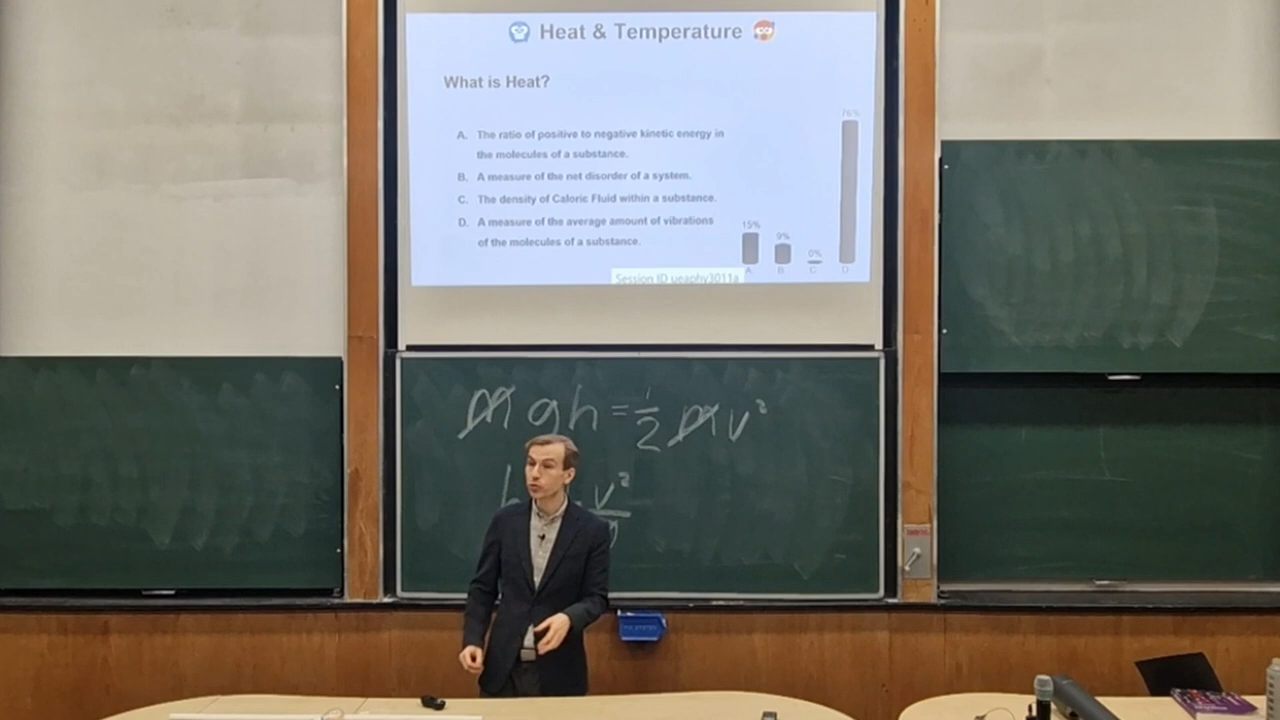 Heat & Temperature
What is Heat?
A. The ratio of positive to negative kinetic energy in
the molecules of a substance.
B. A measure of the net disorder of a system.
C. The density of Caloric Fluid within a substance.
D. A measure of the average amount of vibrations
of the molecules of a substance.
15%
9%
0%
76%
A B C D
Session ID ueaphy3011a
mgh = 1/2 mv²
h
v²